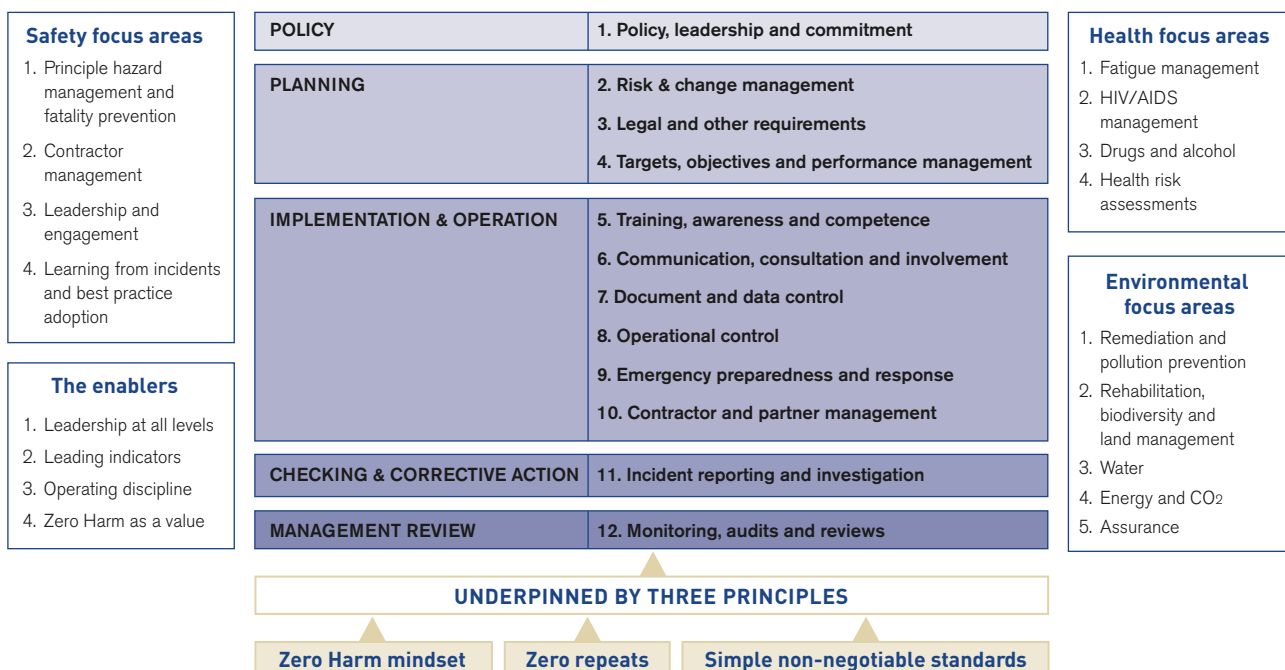 Safety focus areas
1. Principle hazard
management and
fatality prevention
2. Contractor
management
3. Leadership and
engagement
4. Learning from incidents
and best practice
adoption
The enablers
1. Leadership at all levels
2. Leading indicators
3. Operating discipline
4. Zero Harm as a value
POLICY 1. Policy, leadership and commitment
PLANNING 2. Risk & change management
3. Legal and other requirements
4. Targets, objectives and performance management
IMPLEMENTATION & OPERATION 5. Training, awareness and competence
6. Communication, consultation and involvement
7. Document and data control
8. Operational control
9. Emergency preparedness and response
10. Contractor and partner management
CHECKING & CORRECTIVE ACTION 11. Incident reporting and investigation
MANAGEMENT REVIEW 12. Monitoring, audits and reviews
UNDERPINNED BY THREE PRINCIPLES
Zero Harm mindset Zero repeats Simple non-negotiable standards
Health focus areas
1. Fatigue management
2. HIV/AIDS
management
3. Drugs and alcohol
4. Health risk
assessments
Environmental
focus areas
1. Remediation and
pollution prevention
2. Rehabilitation,
biodiversity and
land management
3. Water
4. Energy and CO2
5. Assurance